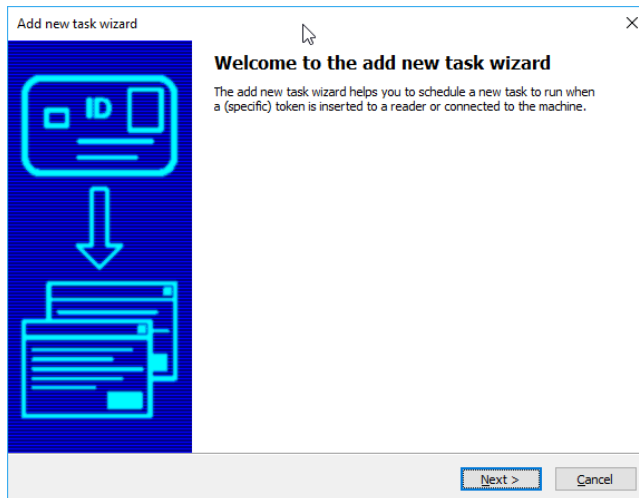 Add new task wizard
ID
Welcome to the add new task wizard
The add new task wizard helps you to schedule a new task to run when
a (specific) token is inserted to a reader or connected to the machine.
Next >
Cancel